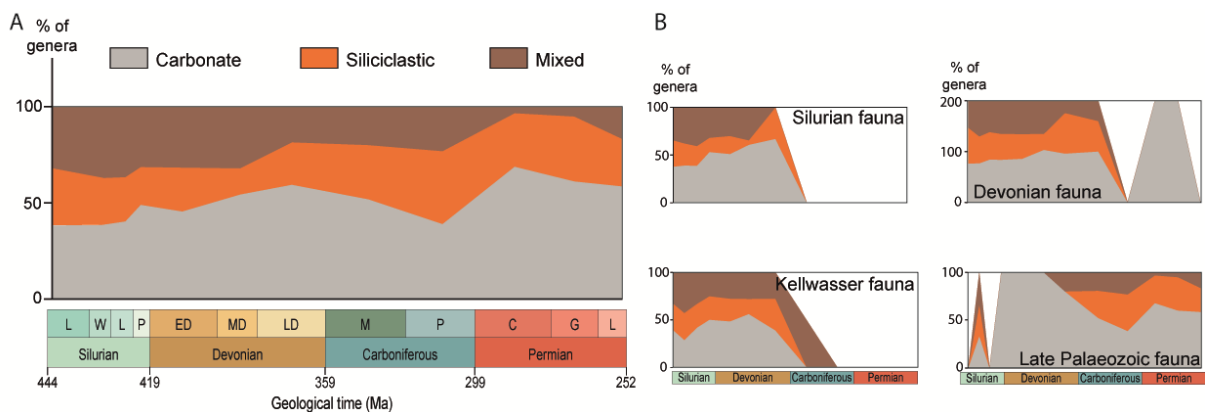 A
% of
genera
Carbonate
Siliciclastic
Mixed
100
50
0
L W L P ED MD LD M P C G L
Silurian Devonian Carboniferous Permian
444 419 359 299 252
Geological time (Ma)
B
% of
genera
100
50
0
Silurian fauna
% of
genera
200
100
0
Devonian fauna
100
50
0
Kellwasser fauna
Silurian Devonian Carboniferous Permian
100
50
0
Late Palaeozoic fauna
Silurian Devonian Carboniferous Permian